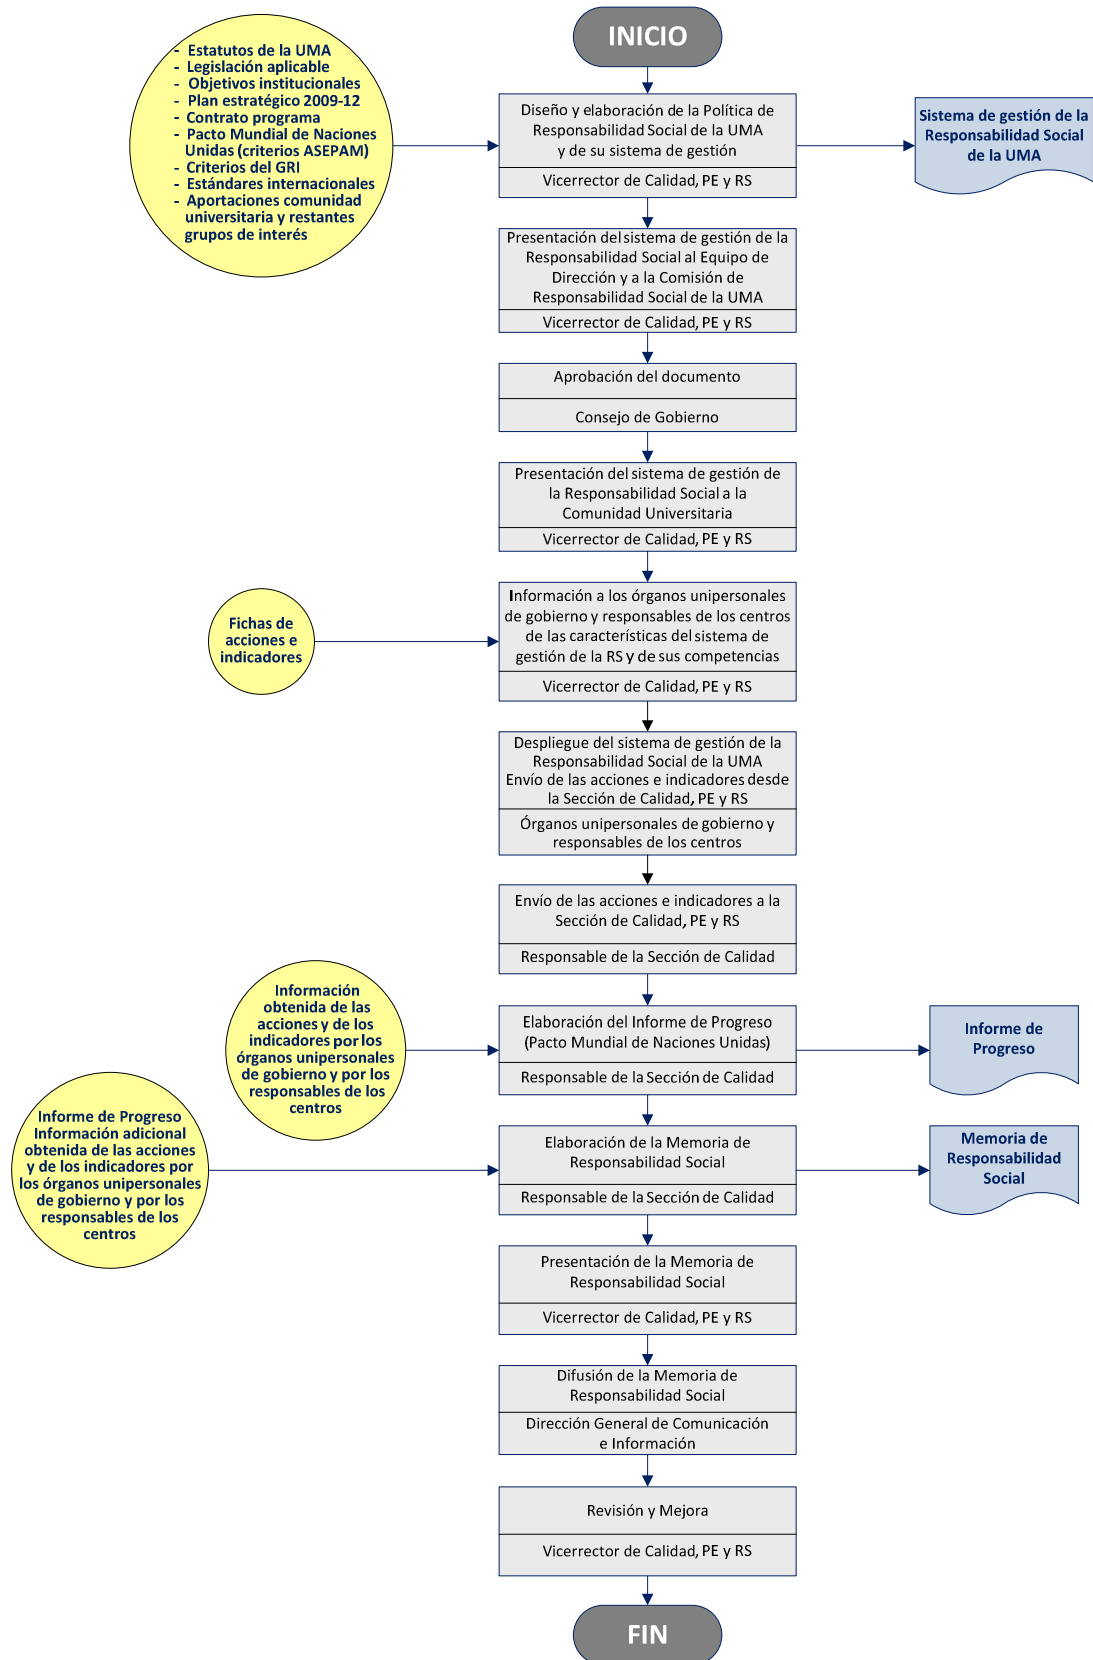 INICIO
- Estatutos de la UMA
- Legislación aplicable
- Objetivos institucionales
- Plan estratégico 2009-12
- Contrato programa
- Pacto Mundial de Naciones
Unidas (criterios ASEPAM)
- Criterios del GRI
- Estándares internacionales
- Aportaciones comunidad
universitaria y restantes
grupos de interés
Diseño y elaboración de la Política de
Responsabilidad Social de la UMA
y de su sistema de gestión
Vicerrector de Calidad, PE y RS
Sistema de gestión de la
Responsabilidad Social
de la UMA
Presentación del sistema de gestión de la
Responsabilidad Social al Equipo de
Dirección y a la Comisión de
Responsabilidad Social de la UMA
Vicerrector de Calidad, PE y RS
Aprobación del documento
Consejo de Gobierno
Presentación del sistema de gestión de
la Responsabilidad Social a la
Comunidad Universitaria
Vicerrector de Calidad, PE y RS
Fichas de
acciones e
indicadores
Información a los órganos unipersonales
de gobierno y responsables de los centros
de las características del sistema de
gestión de la RS y de sus competencias
Vicerrector de Calidad, PE y RS
Despliegue del sistema de gestión de la
Responsabilidad Social de la UMA
Envío de las acciones e indicadores desde
la Sección de Calidad, PE y RS
Órganos unipersonales de gobierno y
responsables de los centros
Envío de las acciones e indicadores a la
Sección de Calidad, PE y RS
Responsable de la Sección de Calidad
Información
obtenida de las
acciones y de los
indicadores por los
órganos unipersonales
de gobierno y por los
responsables de los
centros
Elaboración del Informe de Progreso
(Pacto Mundial de Naciones Unidas)
Responsable de la Sección de Calidad
Informe de
Progreso
Informe de Progreso
Información adicional
obtenida de las acciones
y de los indicadores por
los órganos unipersonales
de gobierno y por los
responsables de los
centros
Elaboración de la Memoria de
Responsabilidad Social
Responsable de la Sección de Calidad
Memoria de
Responsabilidad
Social
Presentación de la Memoria de
Responsabilidad Social
Vicerrector de Calidad, PE y RS
Difusión de la Memoria de
Responsabilidad Social
Dirección General de Comunicación
e Información
Revisión y Mejora
Vicerrector de Calidad, PE y RS
FIN